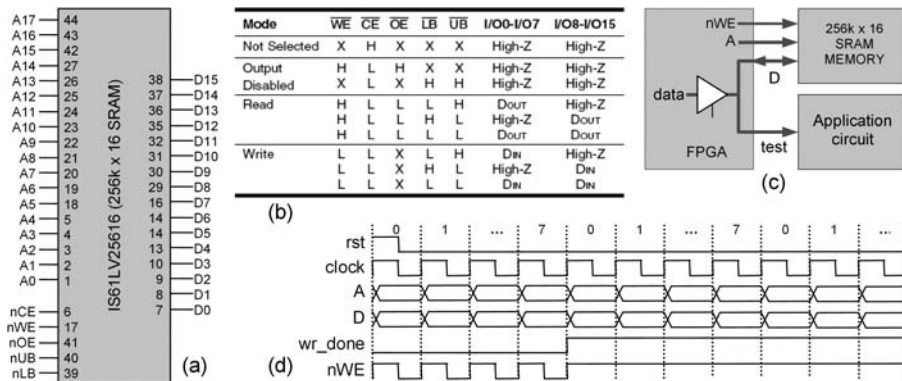 A17 44
A16 43
A15 42
A14 27
A13 26
A12 25
A11 24
A10 23
A9 22
A8 21
A7 20
A6 19
A5 18
A4 5
A3 4
A2 3
A1 2
A0 1
nCE 6
nWE 17
nOE 41
nUB 40
nLB 39
IS61LV25616 (256k x 16 SRAM)
38 D15
37 D14
36 D13
35 D12
32 D11
31 D10
30 D9
29 D8
16 D7
14 D6
14 D5
13 D4
10 D3
9 D2
8 D1
7 D0
(a)
Mode WE CE OE LB UB I/O0-I/O7 I/O8-I/O15
Not Selected X H X X X High-Z High-Z
Output H L H X X High-Z High-Z
Disabled X L X H H High-Z High-Z
Read H L L L H DOUT High-Z
H L L H L High-Z DOUT
H L L L L DOUT DOUT
Write L L X L H DIN High-Z
L L X H L High-Z DIN
L L X L L DIN DIN
(b)
nWE
A
D
data
FPGA
test
256k x 16
SRAM
MEMORY
Application
circuit
(c)
0 1 ... 7 0 1 ... 7 0 1 ...
rst
clock
A
D
wr_done
nWE
(d)